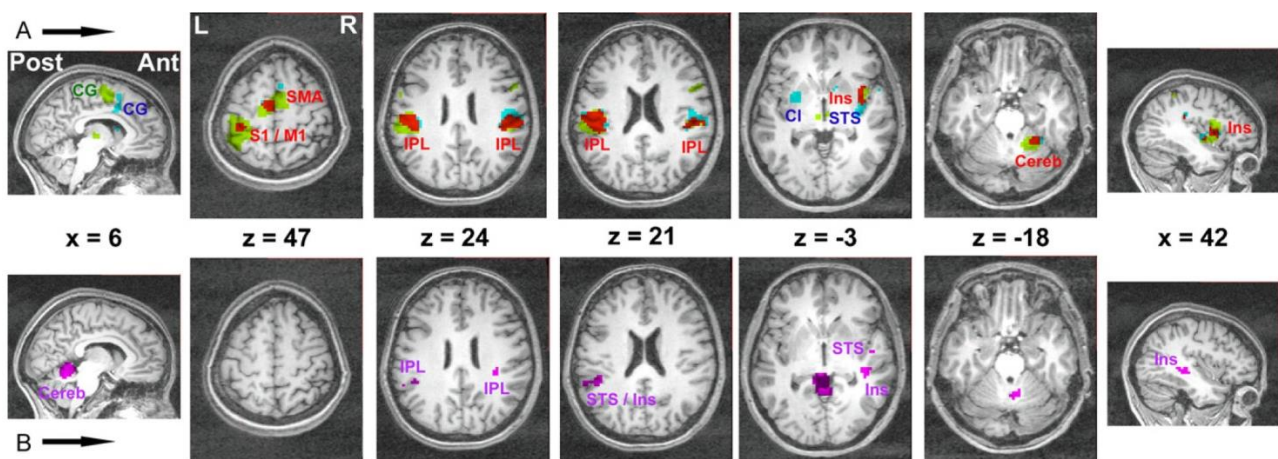 A
Post Ant
CG
CG
L R
SMA
S1 / M1
IPL IPL
IPL IPL
Ins
Cl STS
Cereb
Ins
x = 6 z = 47 z = 24 z = 21 z = -3 z = -18 x = 42
Cereb
IPL
IPL
STS / Ins
STS
Ins
Ins
B